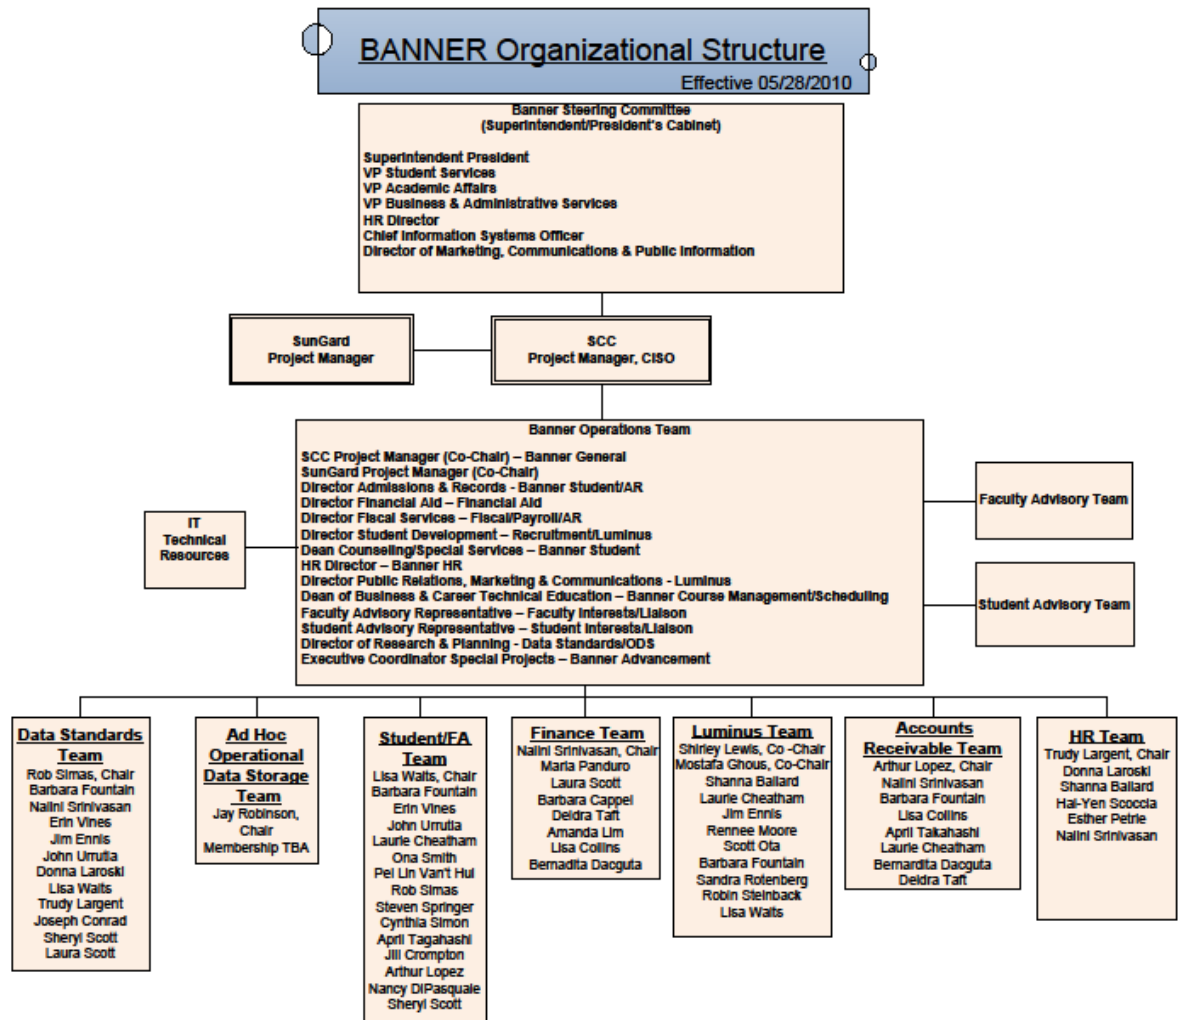 BANNER Organizational Structure
Effective 05/28/2010
Banner Steering Committee
(Superintendent/President's Cabinet)
Superintendent President
VP Student Services
VP Academic Affairs
VP Business & Administrative Services
HR Director
Chief Information Systems Officer
Director of Marketing, Communications & Public Information
SunGard
Project Manager
SCC
Project Manager, CISO
Banner Operations Team
SCC Project Manager (Co-Chair) – Banner General
SunGard Project Manager (Co-Chair)
Director Admissions & Records - Banner Student/AR
Director Financial Aid – Financial Aid
Director Fiscal Services – Fiscal/Payroll/AR
Director Student Development – Recruitment/Luminus
Dean Counseling/Special Services – Banner Student
HR Director – Banner HR
Director Public Relations, Marketing & Communications - Luminus
Dean of Business & Career Technical Education – Banner Course Management/Scheduling
Faculty Advisory Representative – Faculty Interests/Liaison
Student Advisory Representative – Student Interests/Liaison
Director of Research & Planning - Data Standards/ODS
Executive Coordinator Special Projects – Banner Advancement
IT
Technical
Resources
Faculty Advisory Team
Student Advisory Team
Data Standards
Team
Rob Simas, Chair
Barbara Fountain
Nalini Srinivasan
Erin Vines
Jim Ennis
John Urrutia
Donna Laroski
Lisa Waits
Trudy Largent
Joseph Conrad
Sheryl Scott
Laura Scott
Ad Hoc
Operational
Data Storage
Team
Jay Robinson,
Chair
Membership TBA
Student/FA
Team
Lisa Waits, Chair
Barbara Fountain
Erin Vines
John Urrutia
Laurie Cheatham
Ona Smith
Pei Lin Van't Hul
Rob Simas
Steven Springer
Cynthia Simon
April Tagahashi
Jill Crompton
Arthur Lopez
Nancy DiPasquale
Sheryl Scott
Finance Team
Nalini Srinivasan, Chair
Maria Panduro
Laura Scott
Barbara Cappel
Deidra Taft
Amanda Lim
Lisa Collins
Bernadita Dacguta
Luminus Team
Shirley Lewis, Co -Chair
Mostafa Ghous, Co-Chair
Shanna Ballard
Laurie Cheatham
Jim Ennis
Rennee Moore
Scott Ota
Barbara Fountain
Sandra Rotenberg
Robin Steinback
Lisa Waits
Accounts
Receivable Team
Arthur Lopez, Chair
Nalini Srinivasan
Barbara Fountain
Lisa Collins
April Takahashi
Laurie Cheatham
Bernardita Dacguta
Deidra Taft
HR Team
Trudy Largent, Chair
Donna Laroski
Shanna Ballard
Hai-Yen Scoccia
Esther Petrie
Nalini Srinivasan